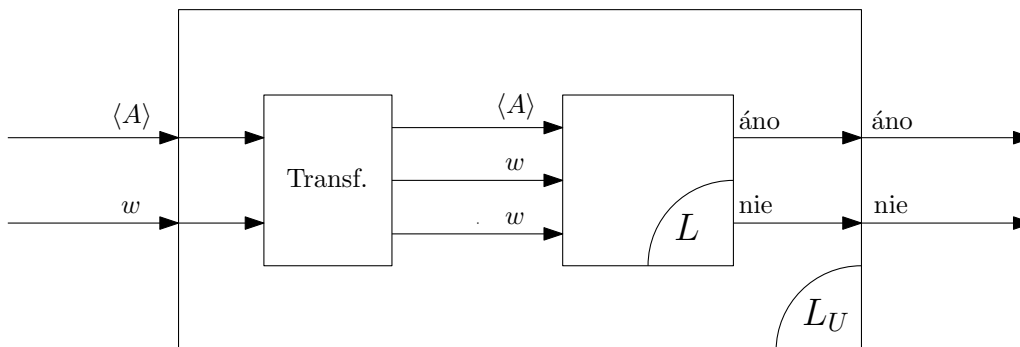 ⟨A⟩ ⟨A⟩ áno áno
Transf. w
w w L nie nie
L_U